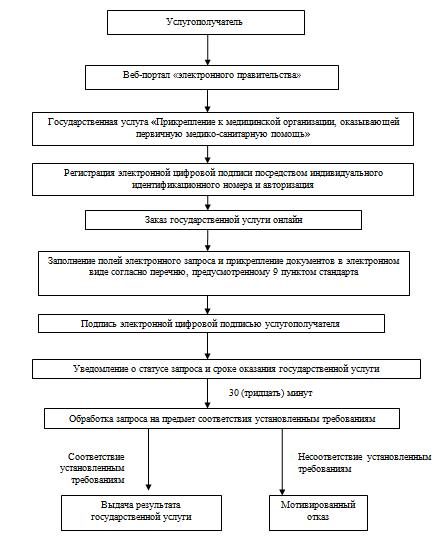 Услугополучатель
Веб-портал «электронного правительства»
Государственная услуга «Прикрепление к медицинской организации, оказывающей
первичную медико-санитарную помощь»
Регистрация электронной цифровой подписи посредством индивидуального
идентификационного номера и авторизация
Заказ государственной услуги онлайн
Заполнение полей электронного запроса и прикрепление документов в электронном
виде согласно перечню, предусмотренному 9 пунктом стандарта
Подпись электронной цифровой подписью услугополучателя
Уведомление о статусе запроса и сроке оказания государственной услуги
30 (тридцать) минут
Обработка запроса на предмет соответствия установленным требованиям
Соответствие
установленным
требованиям
Несоответствие установленным
требованиям
Выдача результата
государственной услуги
Мотивированный
отказ